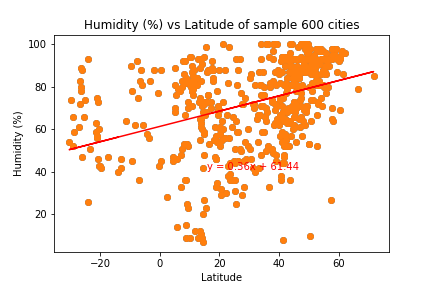 Humidity (%) vs Latitude of sample 600 cities
100
80
60
40
20
Humidity (%)
y = 0.36x + 61.44
−20
0
20
40
60
Latitude